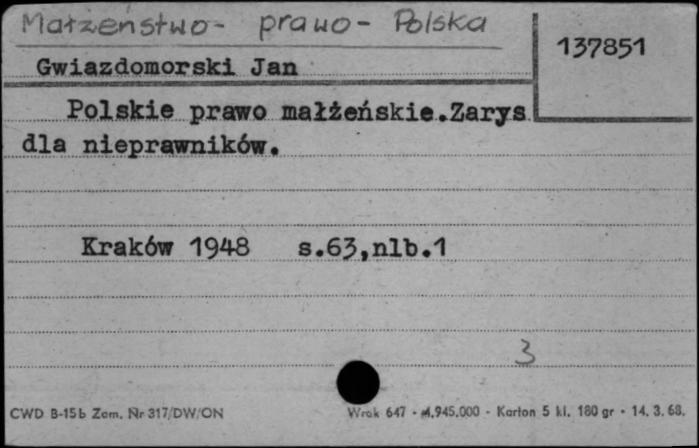 Małżeństwo - prawo - Polska
137851
Gwiazdomorski Jan
Polskie prawo małżeńskie.Zarys
dla nieprawników.
Kraków 1948 s.63,nlb.1
3
CWD B-15b Zam. Nr 317/DW/ON Wrak 647 - 4.945.000 - Karton 5 kl. 180 gr - 14. 3. 68.